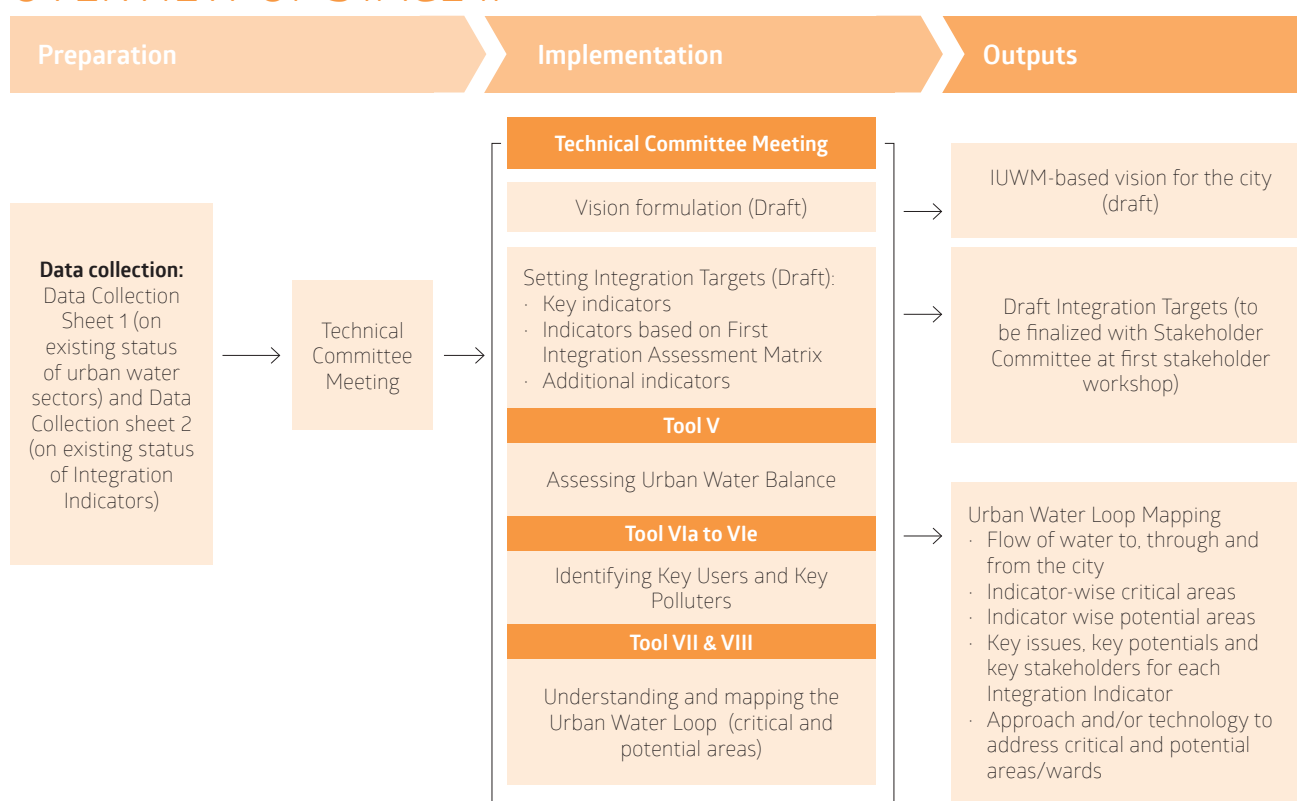 Preparation
Implementation
Outputs
Data collection:
Data Collection
Sheet 1 (on
existing status
of urban water
sectors) and Data
Collection sheet 2
(on existing status
of Integration
Indicators)
Technical
Committee
Meeting
Technical Committee Meeting
Vision formulation (Draft)
Setting Integration Targets (Draft):
· Key indicators
· Indicators based on First
Integration Assessment Matrix
· Additional indicators
Tool V
Assessing Urban Water Balance
Tool VIa to VIe
Identifying Key Users and Key
Polluters
Tool VII & VIII
Understanding and mapping the
Urban Water Loop (critical and
potential areas)
IUWM-based vision for the city
(draft)
Draft Integration Targets (to
be finalized with Stakeholder
Committee at first stakeholder
workshop)
Urban Water Loop Mapping
· Flow of water to, through and
from the city
· Indicator-wise critical areas
· Indicator wise potential areas
· Key issues, key potentials and
key stakeholders for each
Integration Indicator
· Approach and/or technology to
address critical and potential
areas/wards